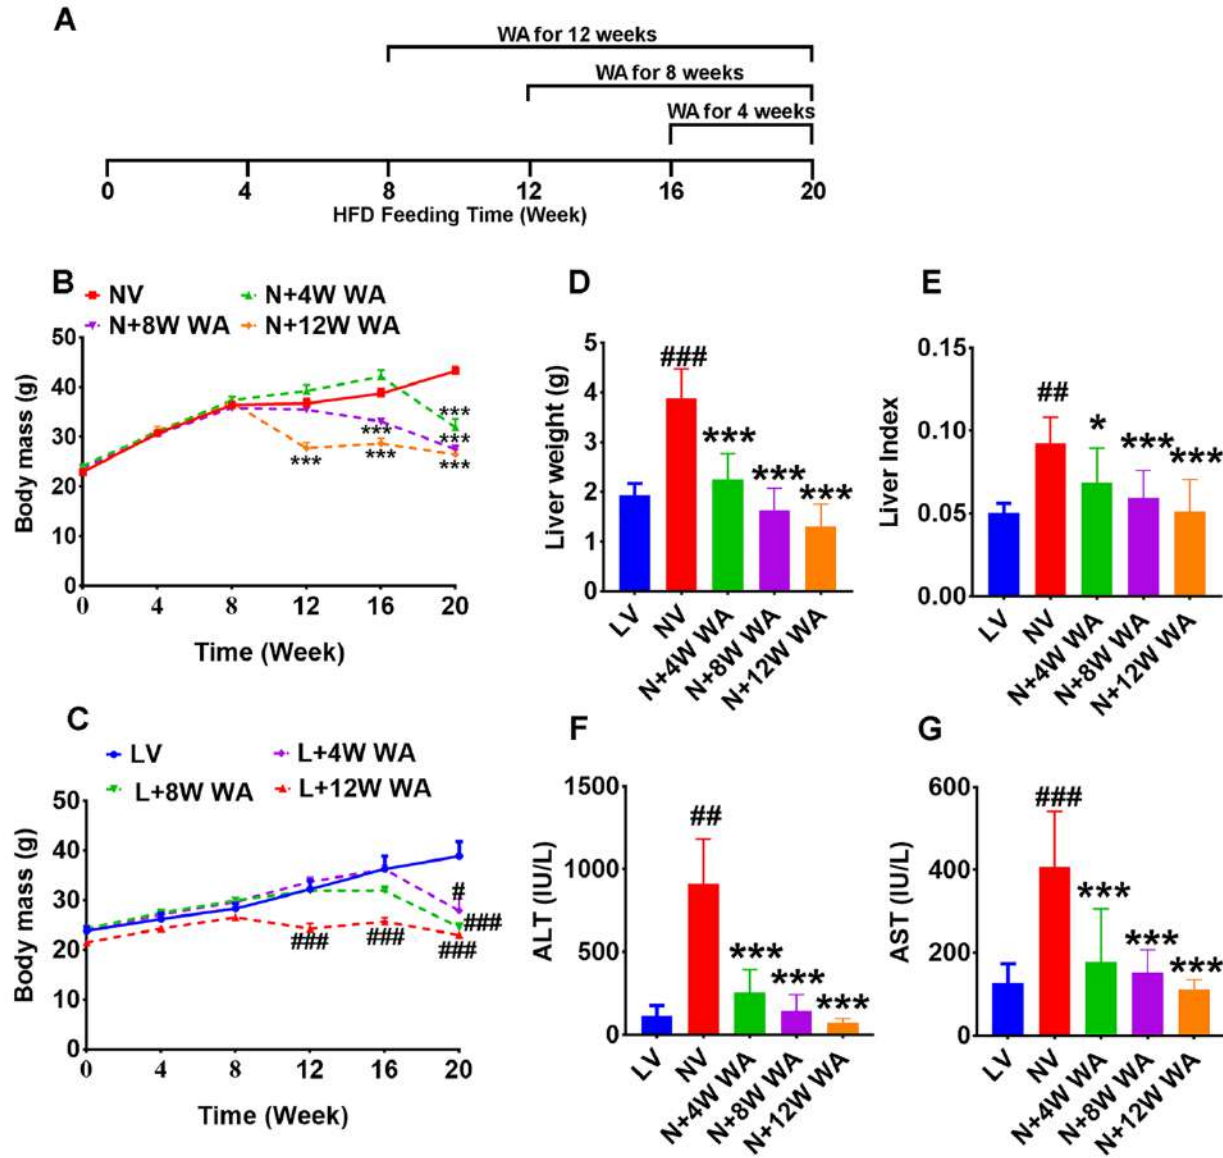 A
WA for 12 weeks
WA for 8 weeks
WA for 4 weeks
0 4 8 12 16 20
HFD Feeding Time (Week)
B
NV N+4W WA
N+8W WA N+12W WA
Body mass (g)
50
40
30
20
10
0
***
***
***
***
***
***
0 4 8 12 16 20
Time (Week)
C
LV L+4W WA
L+8W WA L+12W WA
Body mass (g)
50
40
30
20
10
0
#
###
### ### ###
0 4 8 12 16 20
Time (Week)
D
Liver weight (g)
5
4
3
2
1
0
###
***
***
***
LV NV N+4W WA N+8W WA N+12W WA
E
Liver Index
0.15
0.10
0.05
0.00
##
*
***
***
LV NV N+4W WA N+8W WA N+12W WA
F
ALT (IU/L)
1500
1000
500
0
##
***
***
***
LV NV N+4W WA N+8W WA N+12W WA
G
AST (IU/L)
600
400
200
0
###
***
***
***
LV NV N+4W WA N+8W WA N+12W WA